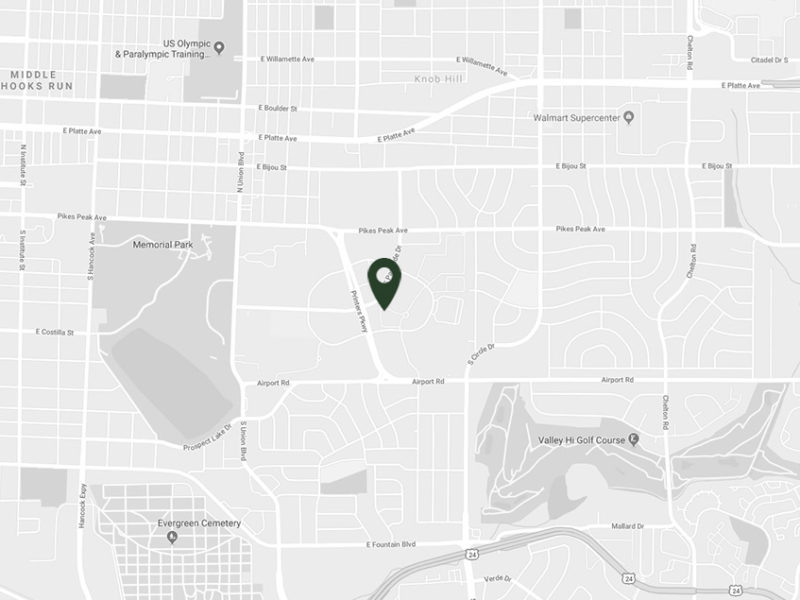 US Olympic
& Paralympic Training...
Chelton Rd
E Willamette Ave
E Willamette Ave
Citadel Dr S
MIDDLE
HOOKS RUN
Knob Hill
E Platte Ave
E Boulder St
Walmart Supercenter
E Platte Ave
E Platte Ave
E Platte Ave
N Institute St
N Union Blvd
E Bijou St
E Bijou St
E Bijou St
Pikes Peak Ave
Pikes Peak Ave
Pikes Peak Ave
S Institute St
S Hancock Ave
Memorial Park
Chelton Rd
Printers Pkwy
E Costilla St
S Circle Dr
Airport Rd
Airport Rd
Airport Rd
Chelton Rd
Prospect Lake Dr
S Union Blvd
Valley Hi Golf Course
Hancock Expy
Evergreen Cemetery
Mallard Dr
E Fountain Blvd
24
24
24
Verde Dr